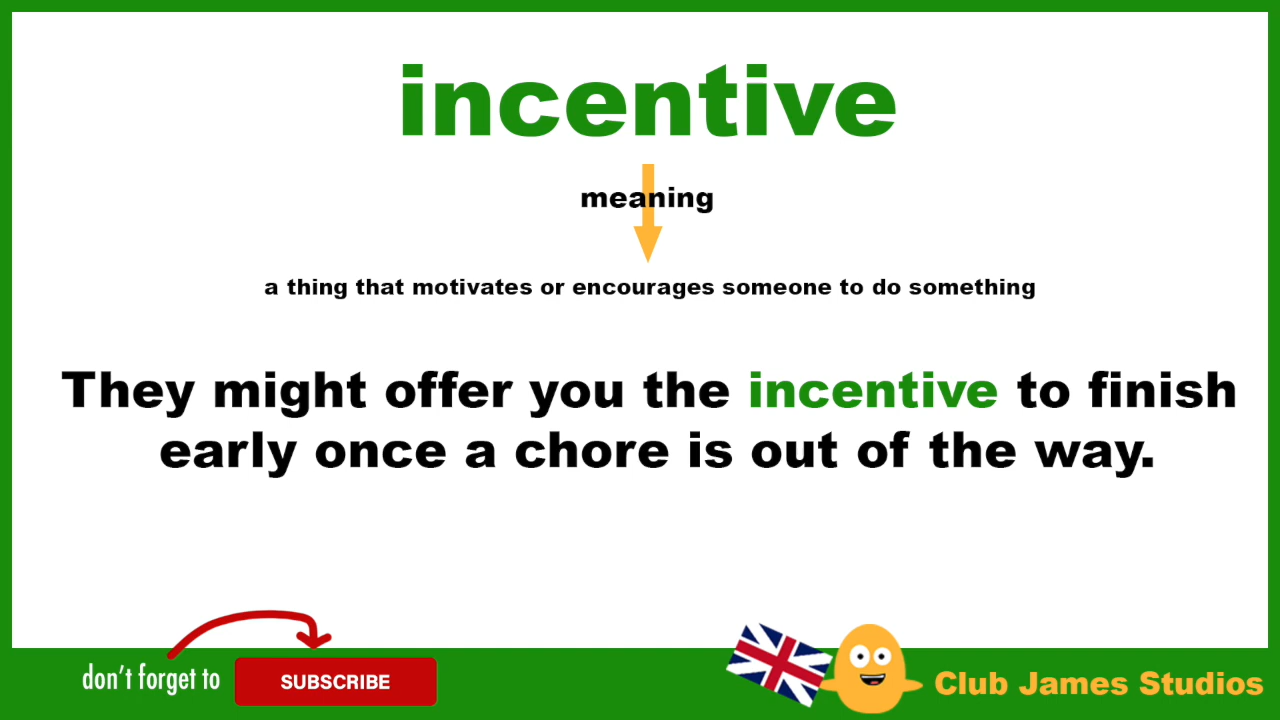 incentive
meaning
a thing that motivates or encourages someone to do something
They might offer you the incentive to finish
early once a chore is out of the way.
don't forget to SUBSCRIBE
Club James Studios